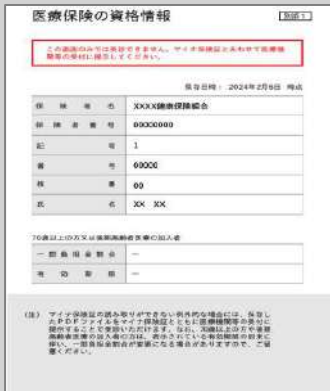 医療保険の資格情報
別紙1
この画面のみでは受診できません。マイナ保険証とあわせて医療機
関等の受付に提示してください。
保存日時： 2024年2月6日 時点
保険者名 XXXX健康保険組合
保険者番号 00000000
記号 1
番号 00000
枝番 00
氏名 XX XX
70歳以上の方又は後期高齢者医療の加入者
一部負担金割合 －
有効期限 －
（注） マイナ保険証の読み取りができない例外的な場合には、保存し
たPDFファイルをマイナ保険証とともに医療機関等の受付に
提示することで受診いただけます。なお、70歳以上の方や後期
高齢者医療の加入者の方は、表示されている有効期限の到来に
伴い、一部負担金割合が変更になる場合がありますので、ご留
意ください。